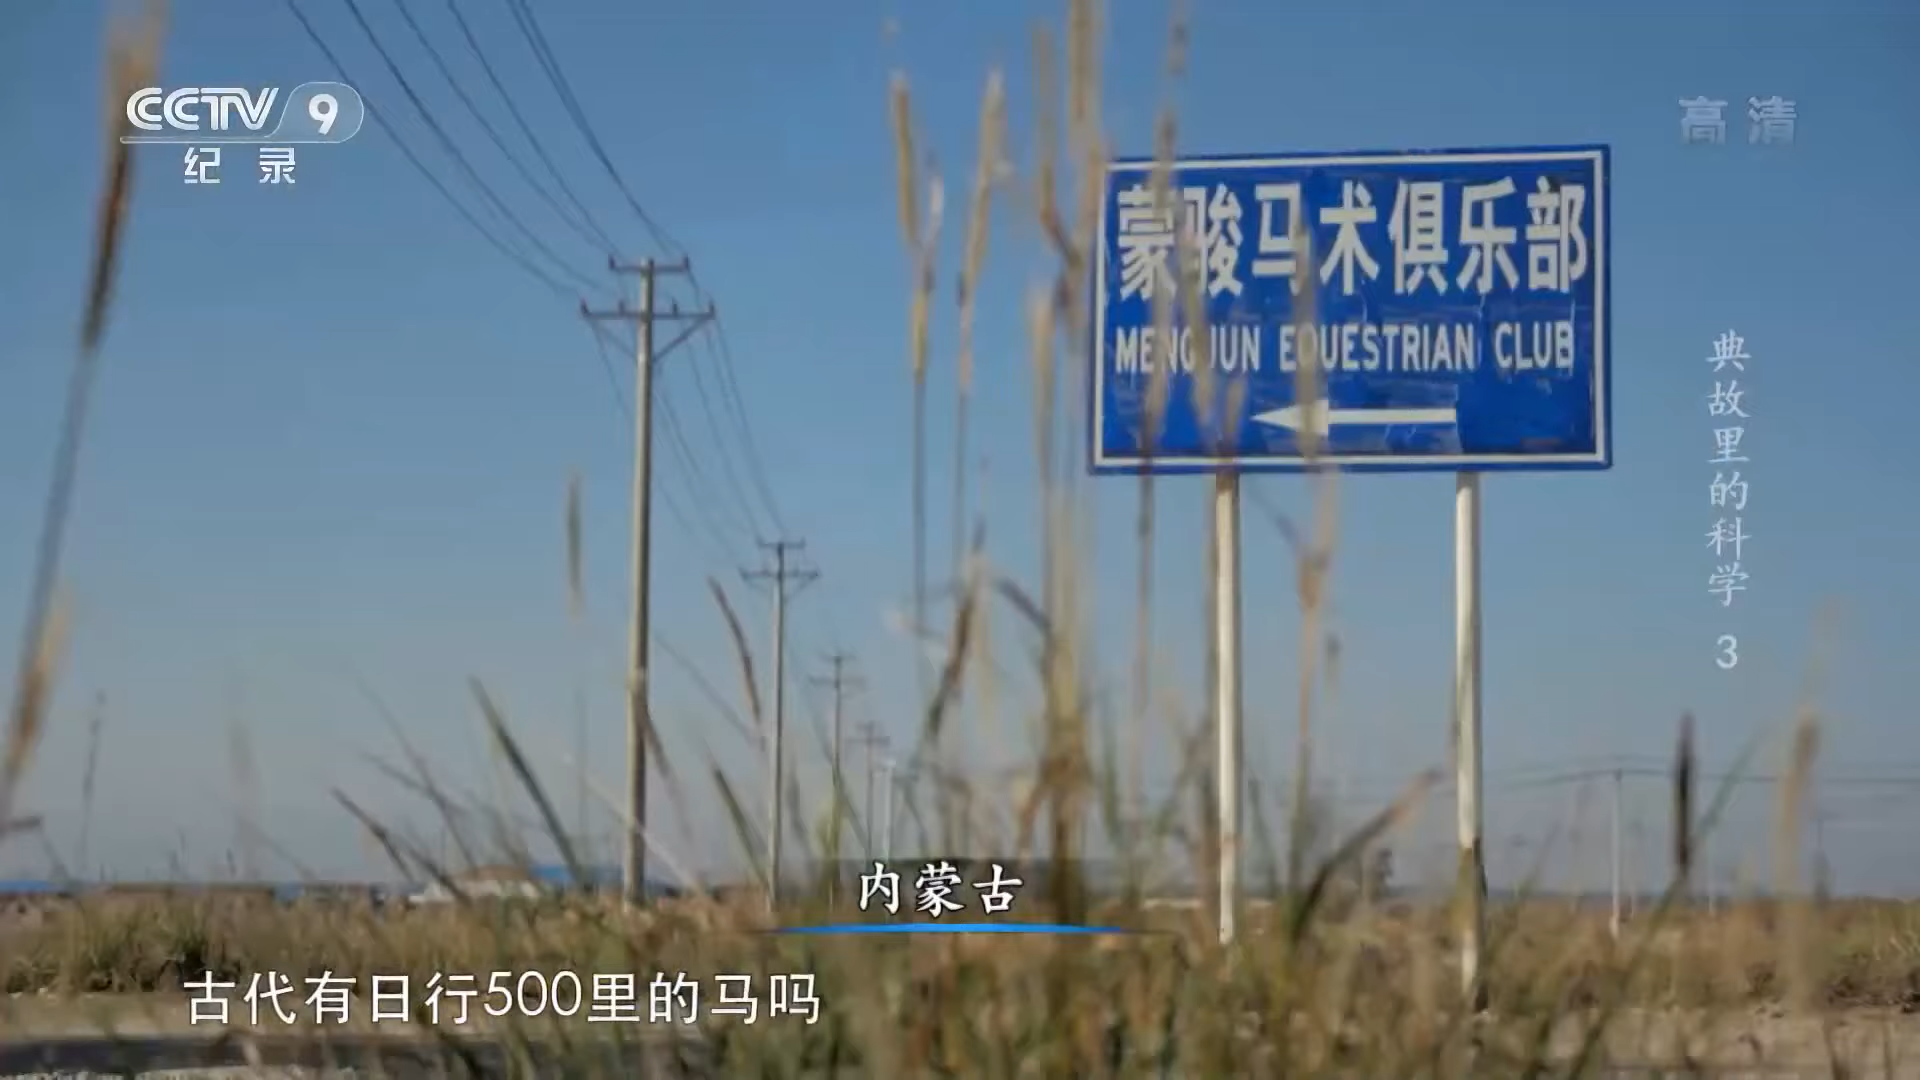 CCTV 9
纪录
高清
蒙骏马术俱乐部
MENGJUN EQUESTRIAN CLUB
典故里的科学 3
内蒙古
古代有日行500里的马吗